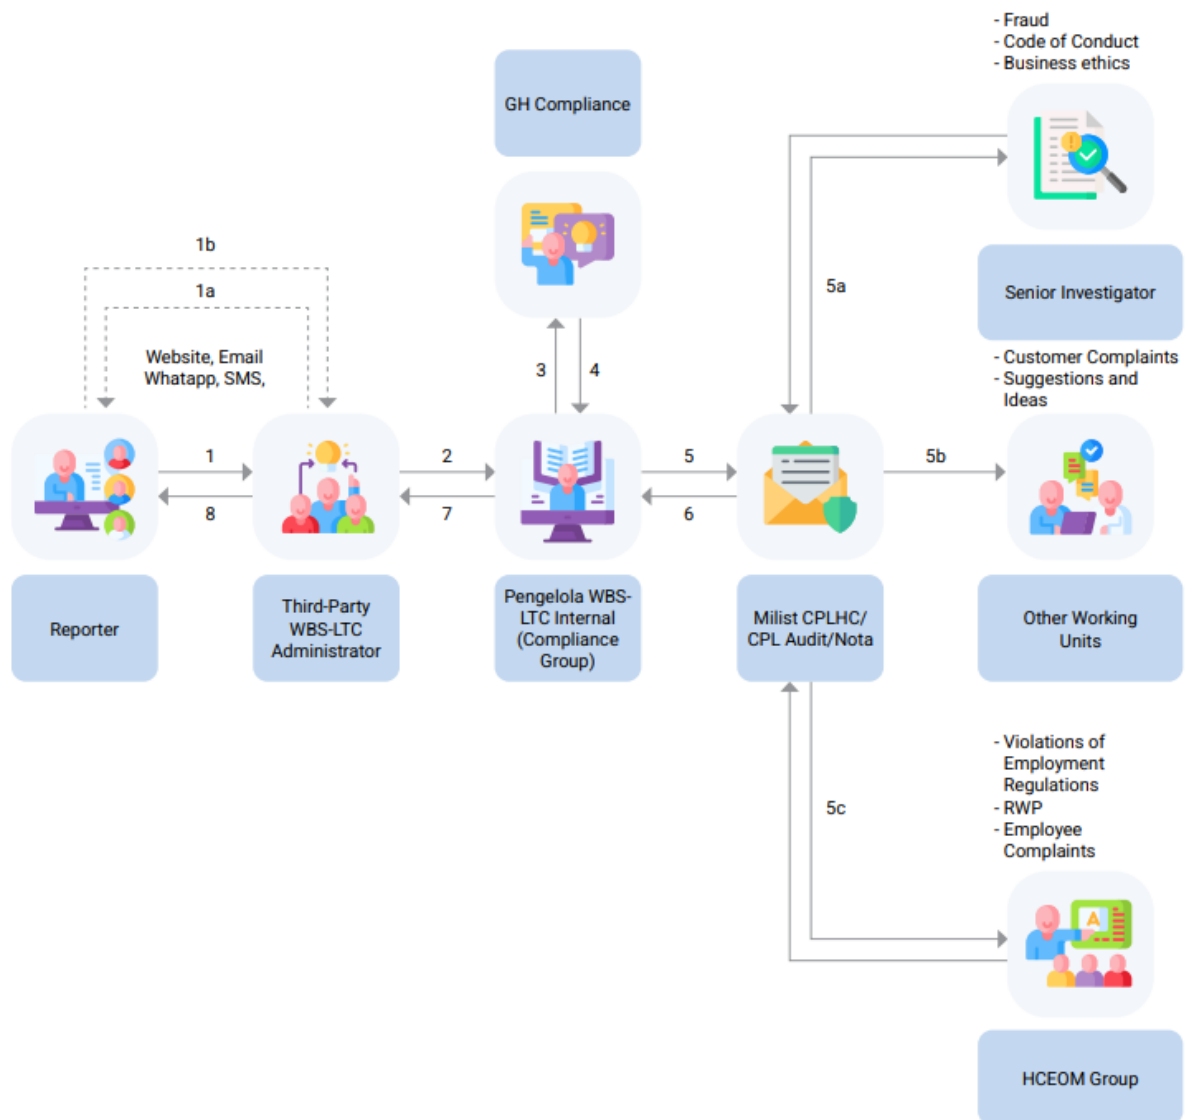 - Fraud
- Code of Conduct
- Business ethics
GH Compliance
1b
1a
5a
Senior Investigator
Website, Email
Whatapp, SMS,
3
4
- Customer Complaints
- Suggestions and
Ideas
1
2
5
5b
8
7
6
Reporter
Third-Party
WBS-LTC
Administrator
Pengelola WBS-
LTC Internal
(Compliance
Group)
Milist CPLHC/
CPL Audit/Nota
Other Working
Units
- Violations of
Employment
Regulations
- RWP
- Employee
Complaints
5c
A
HCEOM Group